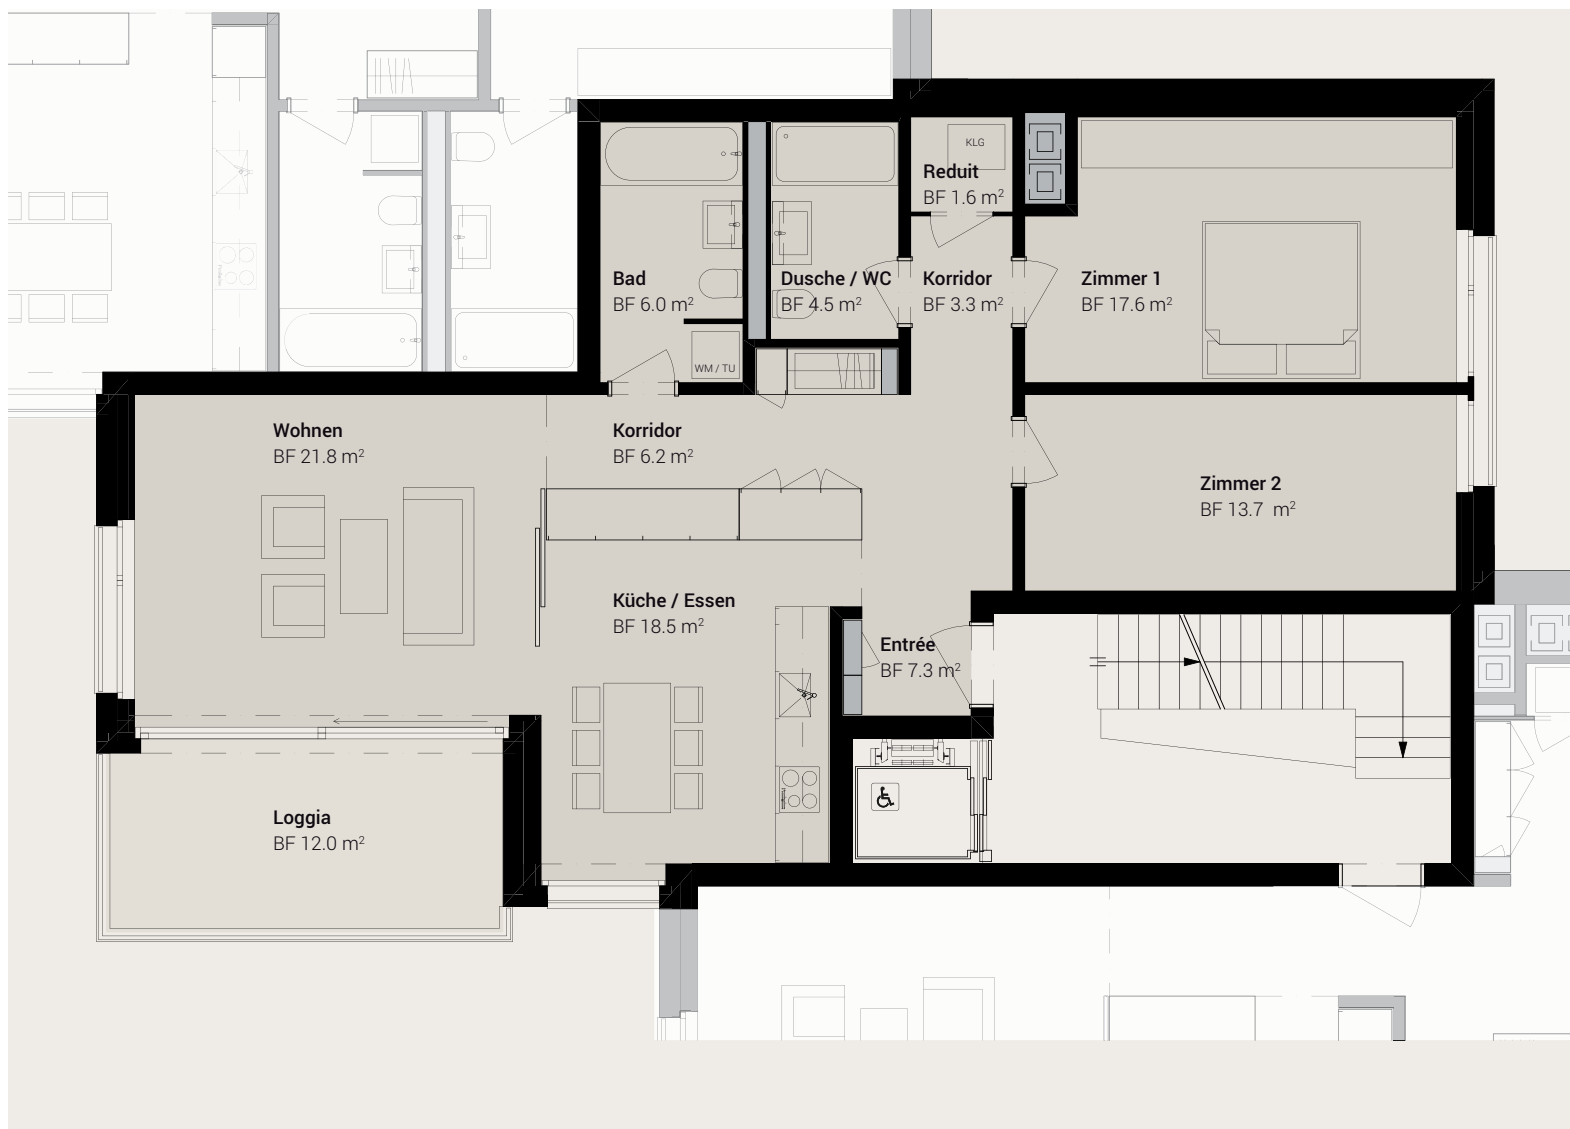 KLG
Reduit
BF 1.6 m²
Bad
BF 6.0 m²
Dusche / WC
BF 4.5 m²
Korridor
BF 3.3 m²
Zimmer 1
BF 17.6 m²
WM / TU
Wohnen
BF 21.8 m²
Korridor
BF 6.2 m²
Zimmer 2
BF 13.7 m²
Küche / Essen
BF 18.5 m²
Entrée
BF 7.3 m²
Loggia
BF 12.0 m²